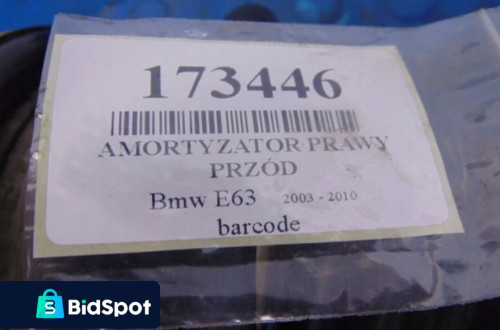 173446
AMORTYZATOR PRAWY
PRZÓD
Bmw E63 2003 - 2010
barcode
S BidSpot